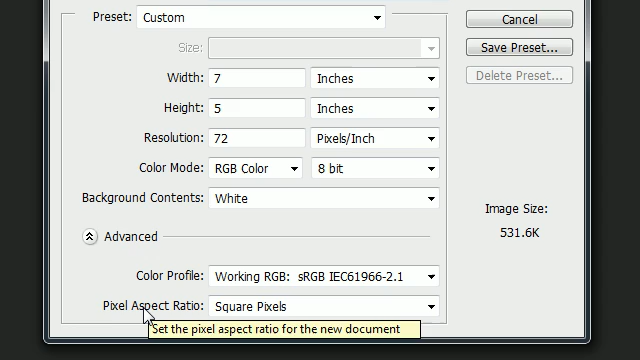 Preset: Custom
Cancel
Size:
Save Preset...
Width: 7 Inches
Delete Preset...
Height: 5 Inches
Resolution: 72 Pixels/Inch
Color Mode: RGB Color 8 bit
Background Contents: White
Image Size:
531.6K
Advanced
Color Profile: Working RGB: sRGB IEC61966-2.1
Pixel Aspect Ratio: Square Pixels
Set the pixel aspect ratio for the new document